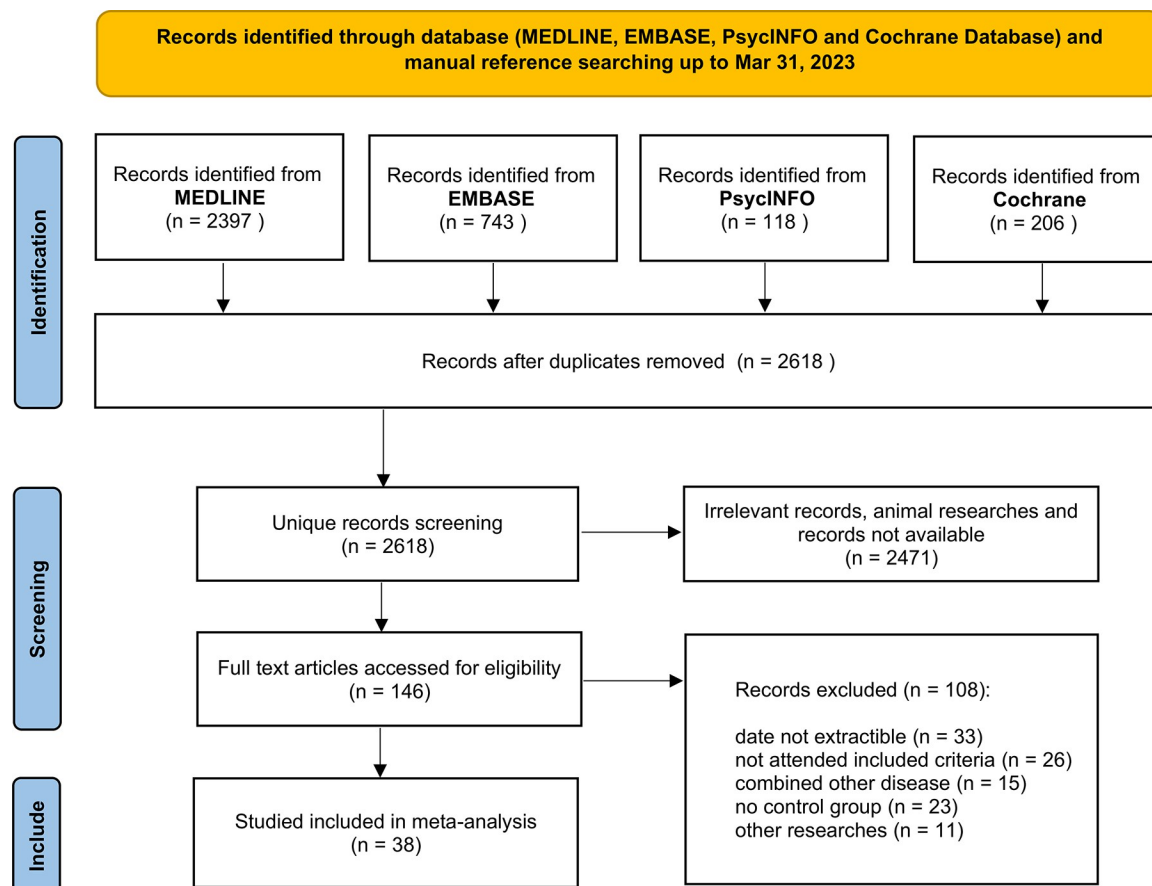 Records identified through database (MEDLINE, EMBASE, PsycINFO and Cochrane Database) and
manual reference searching up to Mar 31, 2023
Identification
Records identified from
MEDLINE
(n = 2397 )
Records identified from
EMBASE
(n = 743 )
Records identified from
PsycINFO
(n = 118 )
Records identified from
Cochrane
(n = 206 )
Records after duplicates removed (n = 2618 )
Screening
Unique records screening
(n = 2618)
Irrelevant records, animal researches and
records not available
(n = 2471)
Full text articles accessed for eligibility
(n = 146)
Records excluded (n = 108):
date not extractible (n = 33)
not attended included criteria (n = 26)
combined other disease (n = 15)
no control group (n = 23)
other researches (n = 11)
Include
Studied included in meta-analysis
(n = 38)